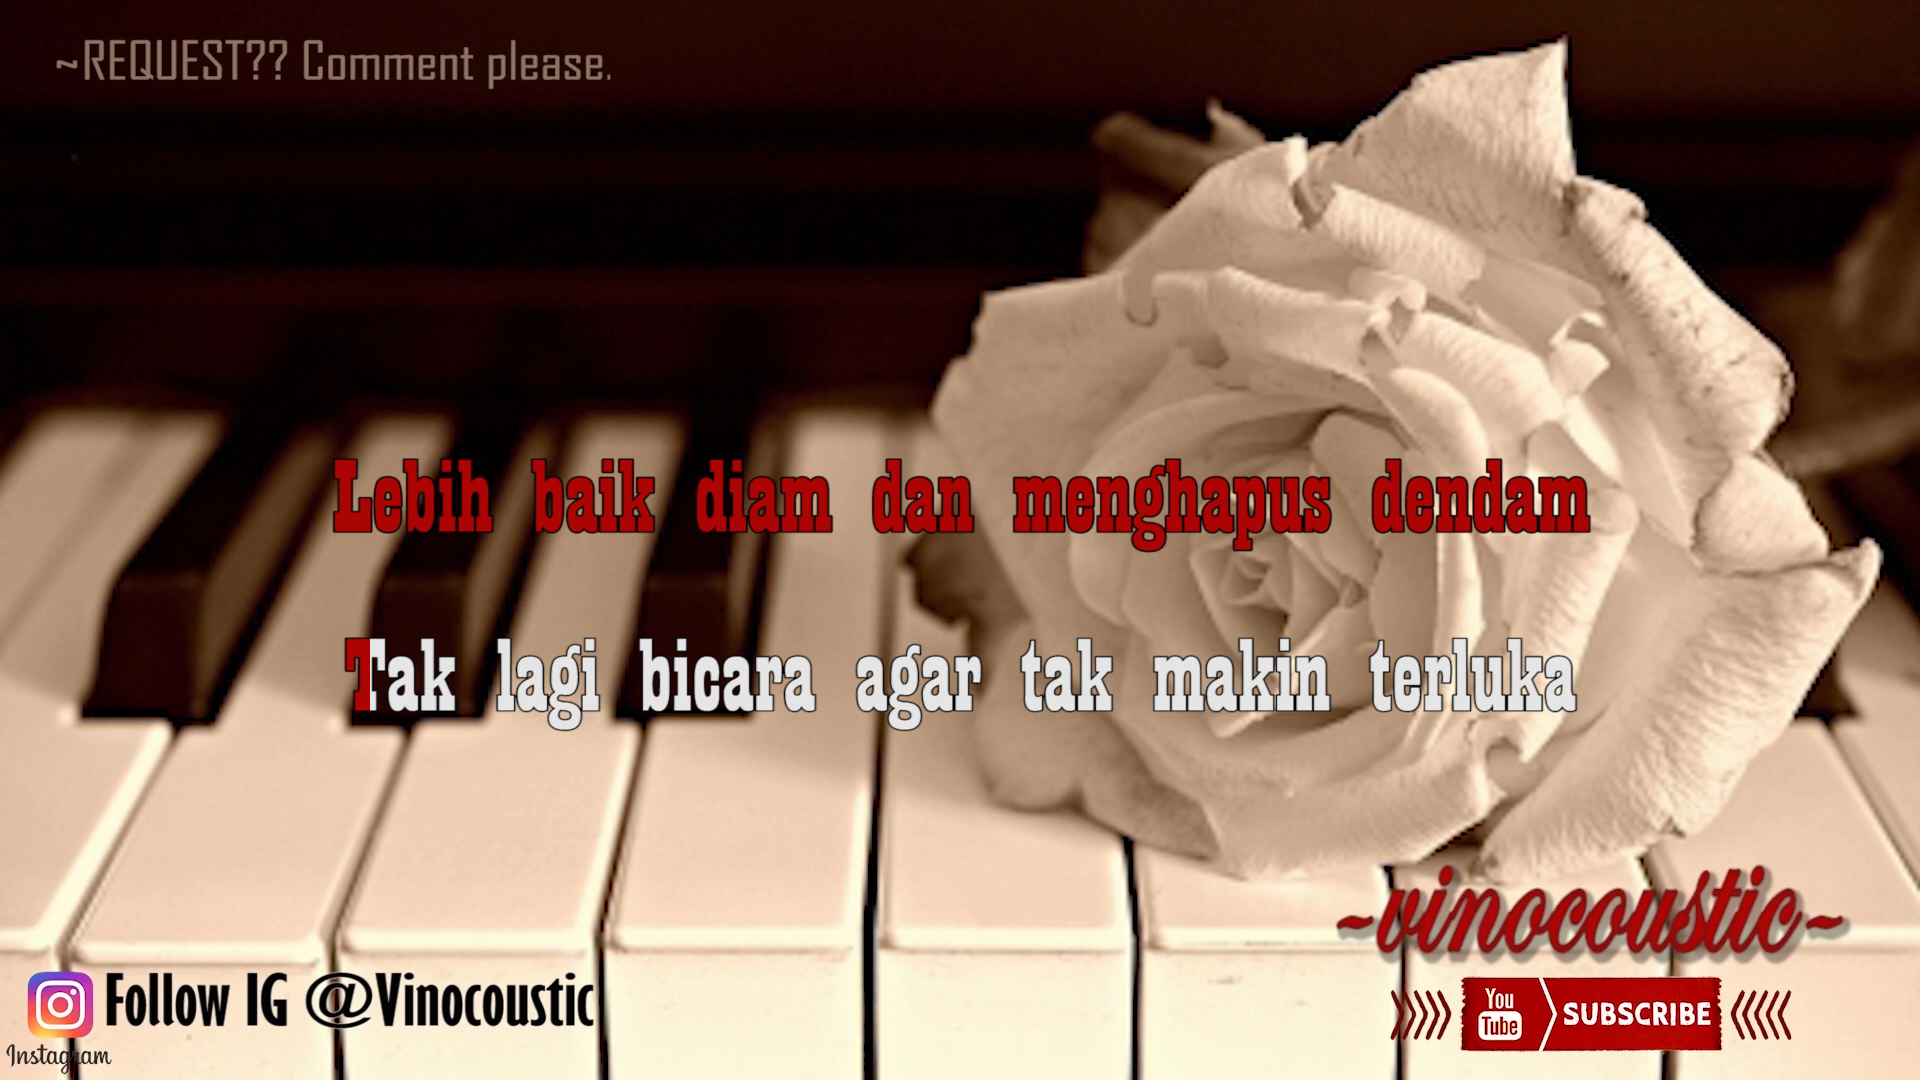 ~REQUEST?? Comment please.
Lebih baik diam dan menghapus dendam
Tak lagi bicara agar tak makin terluka
~vinocoustic~
Follow IG @Vinocoustic
You
Tube
SUBSCRIBE
Instagram